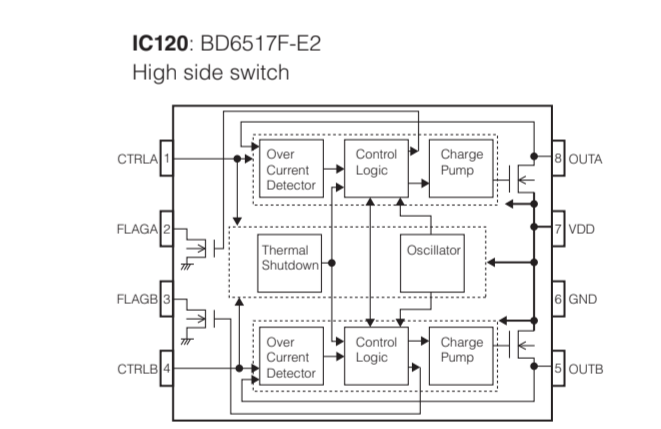 IC120: BD6517F-E2
High side switch
CTRLA 1
FLAGA 2
FLAGB 3
CTRLB 4
8 OUTA
7 VDD
6 GND
5 OUTB
Over
Current
Detector
Control
Logic
Charge
Pump
Thermal
Shutdown
Oscillator
Over
Current
Detector
Control
Logic
Charge
Pump